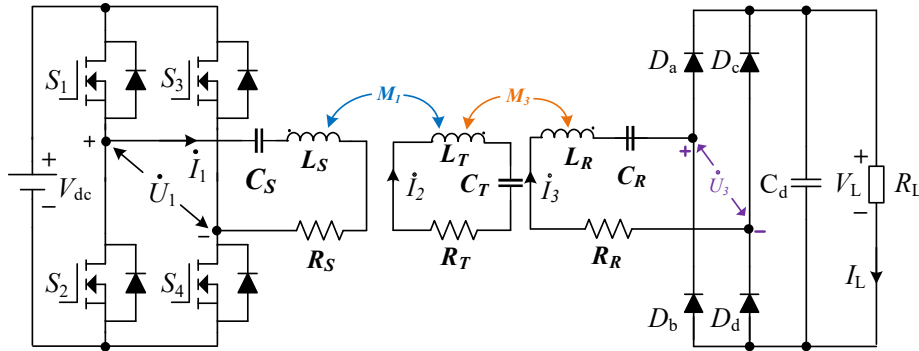 S1
S3
Da
Dc
M1
M3
+
İ1
CS
LS
LT
CT
İ2
İ3
LR
CR
+
Vdc
−
U̇1
−
+
U̇3
−
Cd
+
VL
−
RL
RS
RT
RR
S2
S4
Db
Dd
IL